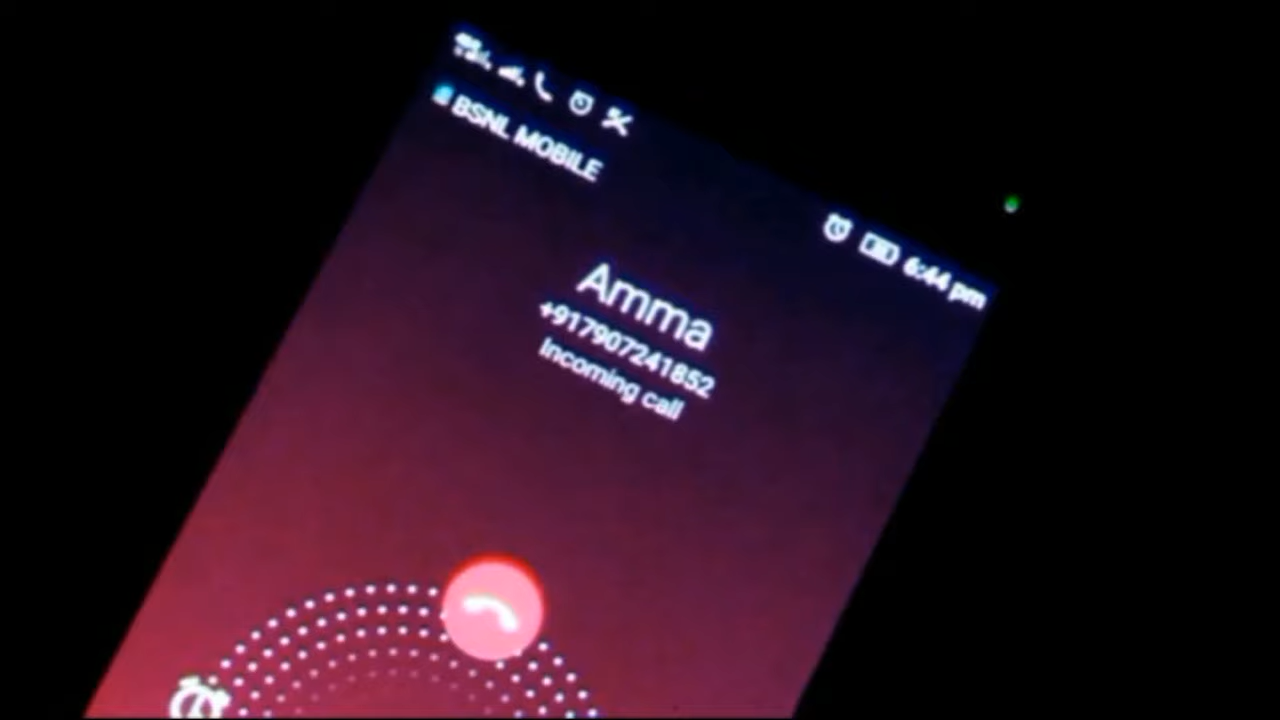 BSNL MOBILE
6:44 pm
Amma
+917907241852
Incoming call